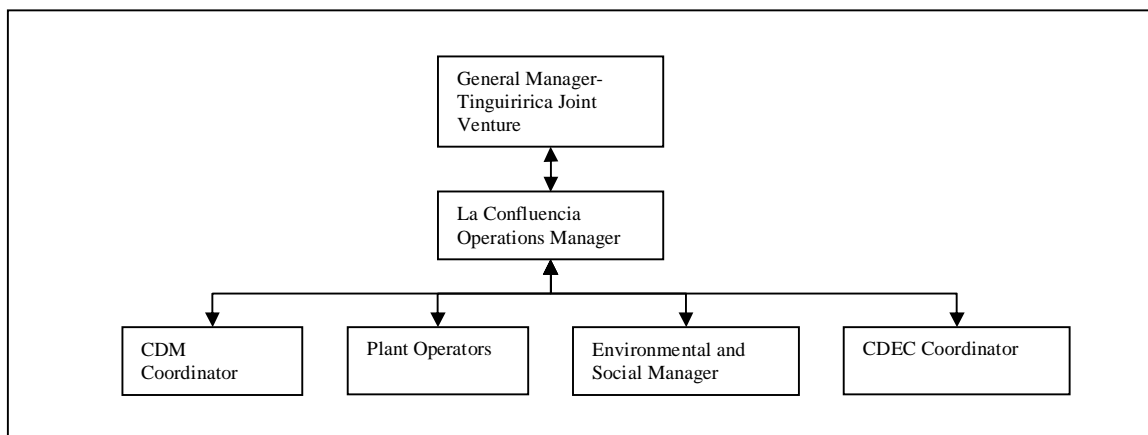 General Manager-
Tinguiririca Joint
Venture
La Confluencia
Operations Manager
CDM
Coordinator
Plant Operators
Environmental and
Social Manager
CDEC Coordinator